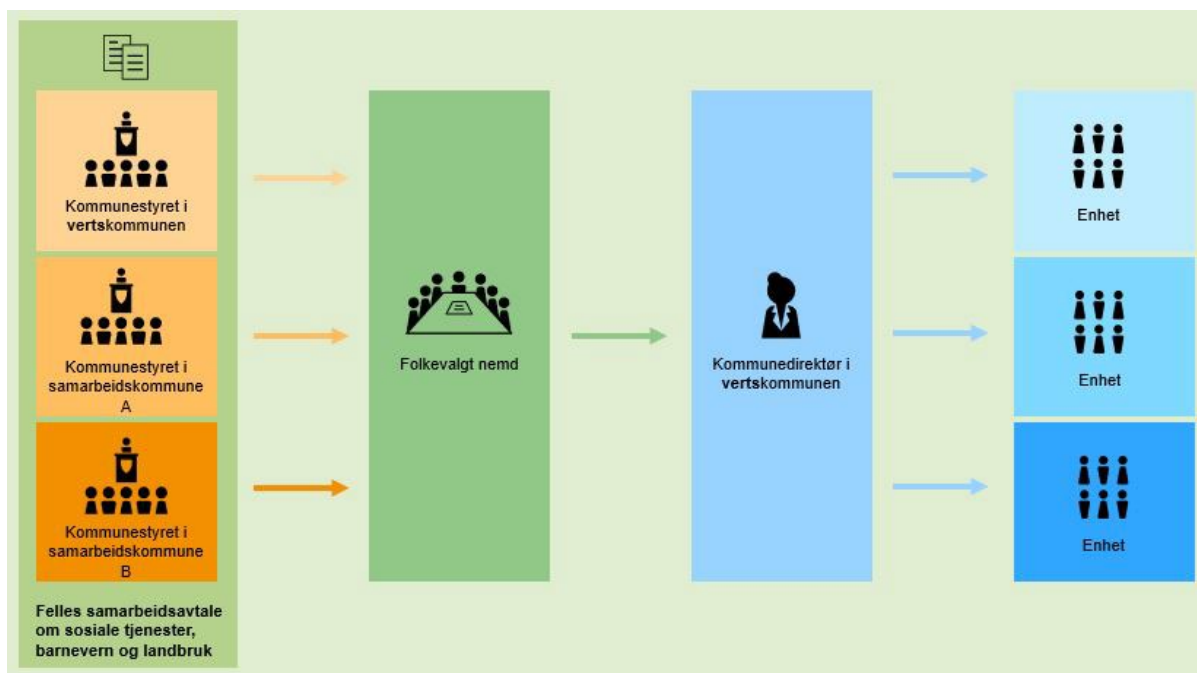 Kommunestyret i
vertskommunen
Kommunestyret i
samarbeidskommune
A
Kommunestyret i
samarbeidskommune
B
Felles samarbeidsavtale
om sosiale tjenester,
barnevern og landbruk
Folkevalgt nemd
Kommunedirektør i
vertskommunen
Enhet
Enhet
Enhet